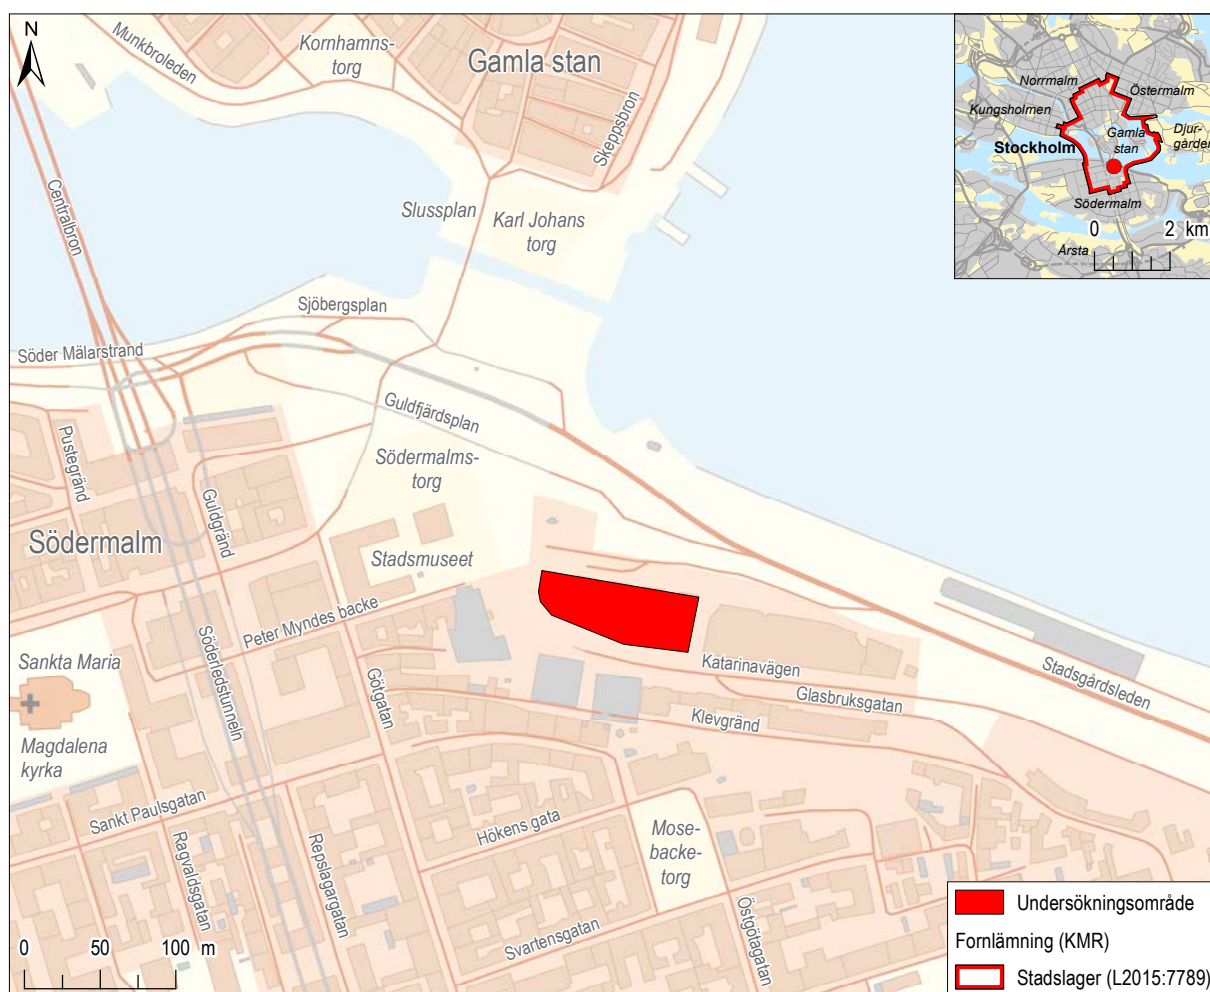 N
Munkbroleden
Kornhamns-
torg
Gamla stan
Skeppsbron
Centralbron
Slussplan
Karl Johans
torg
Sjöbergsplan
Söder Mälarstrand
Guldfjärdsplan
Pustegränd
Guldgränd
Södermalms-
torg
Södermalm
Stadsmuseet
Peter Myndes backe
Sankta Maria
Magdalena
kyrka
Söderledstunneln
Götgatan
Katarinavägen
Glasbruksgatan
Klevgränd
Stadsgårdsleden
Sankt Paulsgatan
Ragvaldsgatan
Repslagargatan
Hökens gata
Mose-
backe-
torg
Svartensgatan
Östgötagatan
0 50 100 m
Norrmalm
Östermalm
Kungsholmen
Gamla
stan
Djur-
gården
Stockholm
Södermalm
Årsta
0 2 km
Undersökningsområde
Fornlämning (KMR)
Stadslager (L2015:7789)